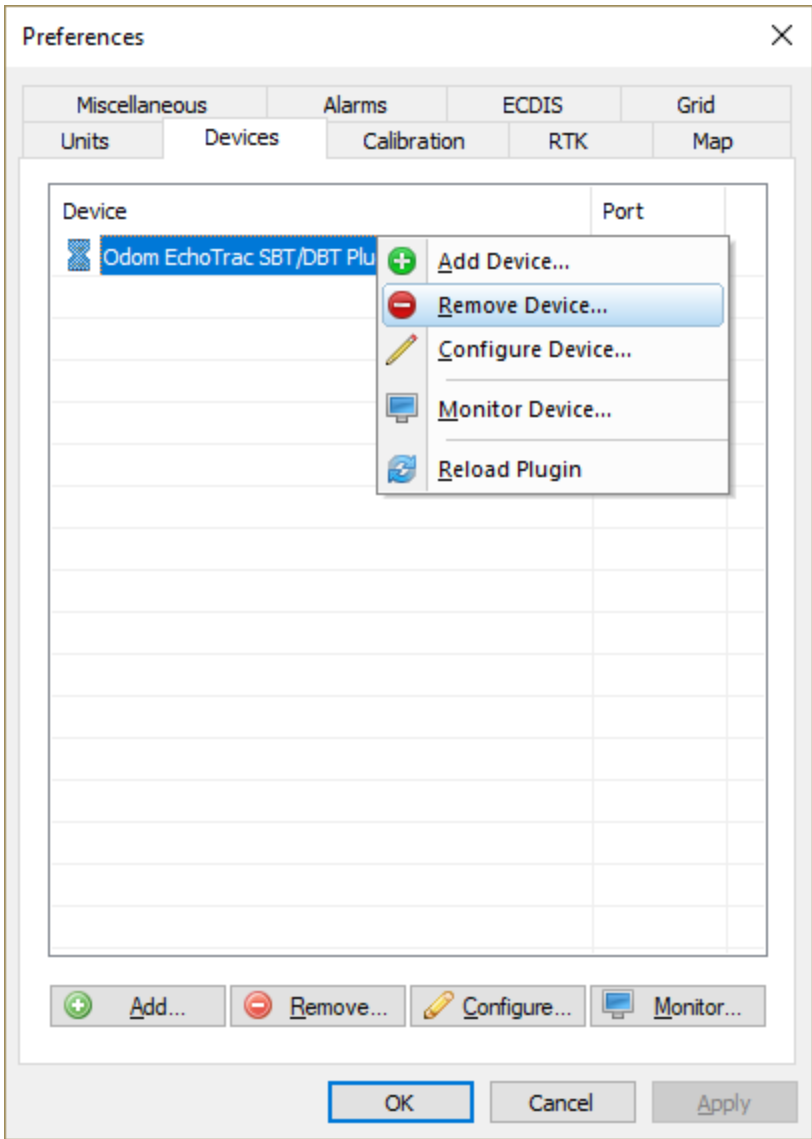 Preferences
Miscellaneous Alarms ECDIS Grid
Units Devices Calibration RTK Map
Device Port
Odom EchoTrac SBT/DBT Plu
Add Device...
Remove Device...
Configure Device...
Monitor Device...
Reload Plugin
Add... Remove... Configure... Monitor...
OK Cancel Apply